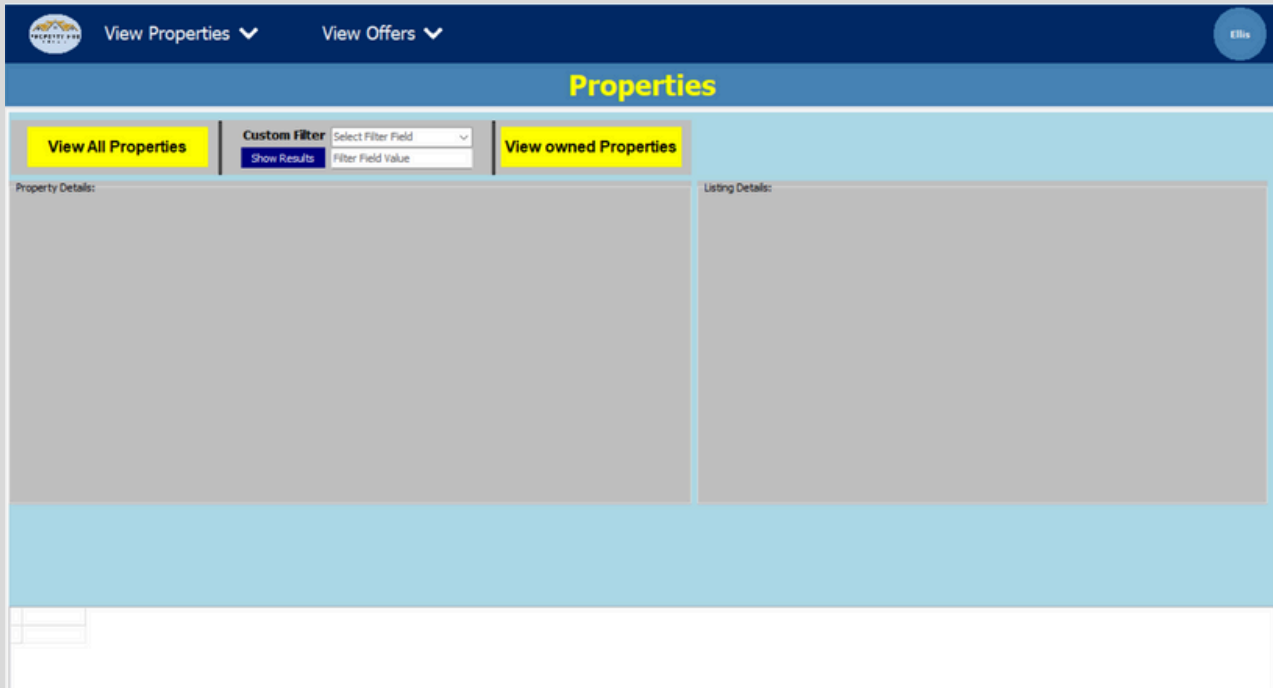 View Properties
View Offers
Ellis
Properties
View All Properties
Custom Filter
Select Filter Field
Show Results
Filter Field Value
View owned Properties
Property Details:
Listing Details: